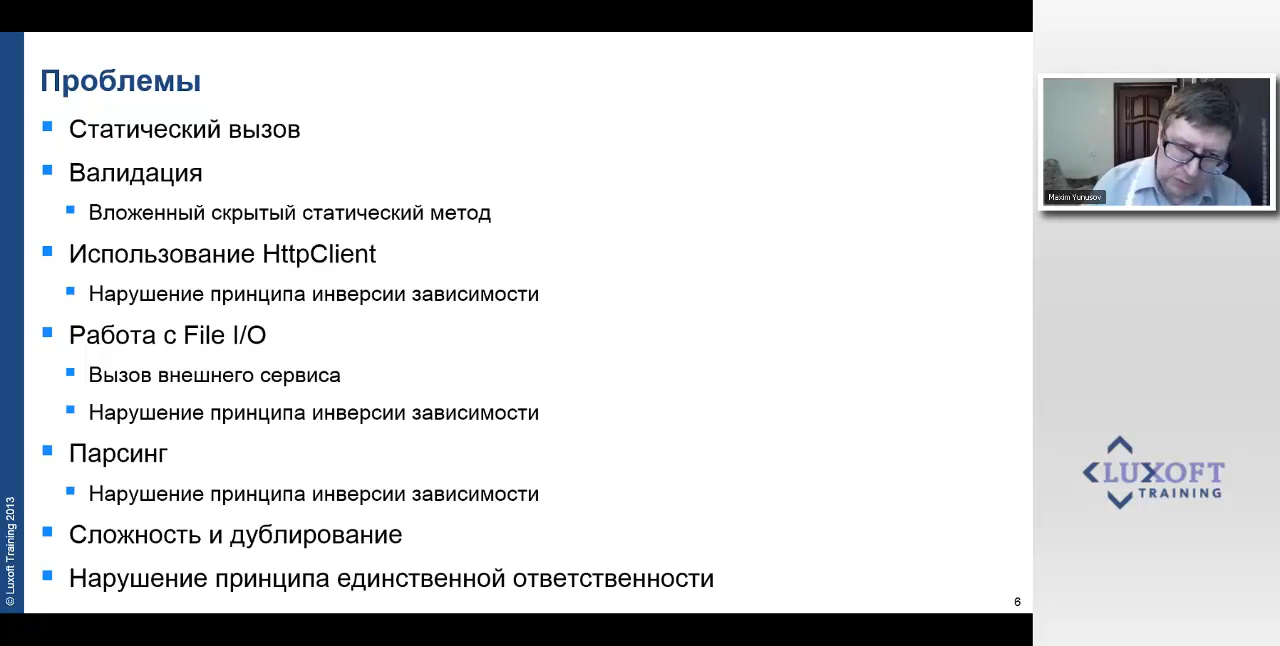 Проблемы
Статический вызов
Валидация
Вложенный скрытый статический метод
Использование HttpClient
Нарушение принципа инверсии зависимости
Работа с File I/O
Вызов внешнего сервиса
Нарушение принципа инверсии зависимости
Парсинг
Нарушение принципа инверсии зависимости
Сложность и дублирование
Нарушение принципа единственной ответственности
6
© Luxoft Training 2013
Maxim Yunusov
LUXOFT
TRAINING